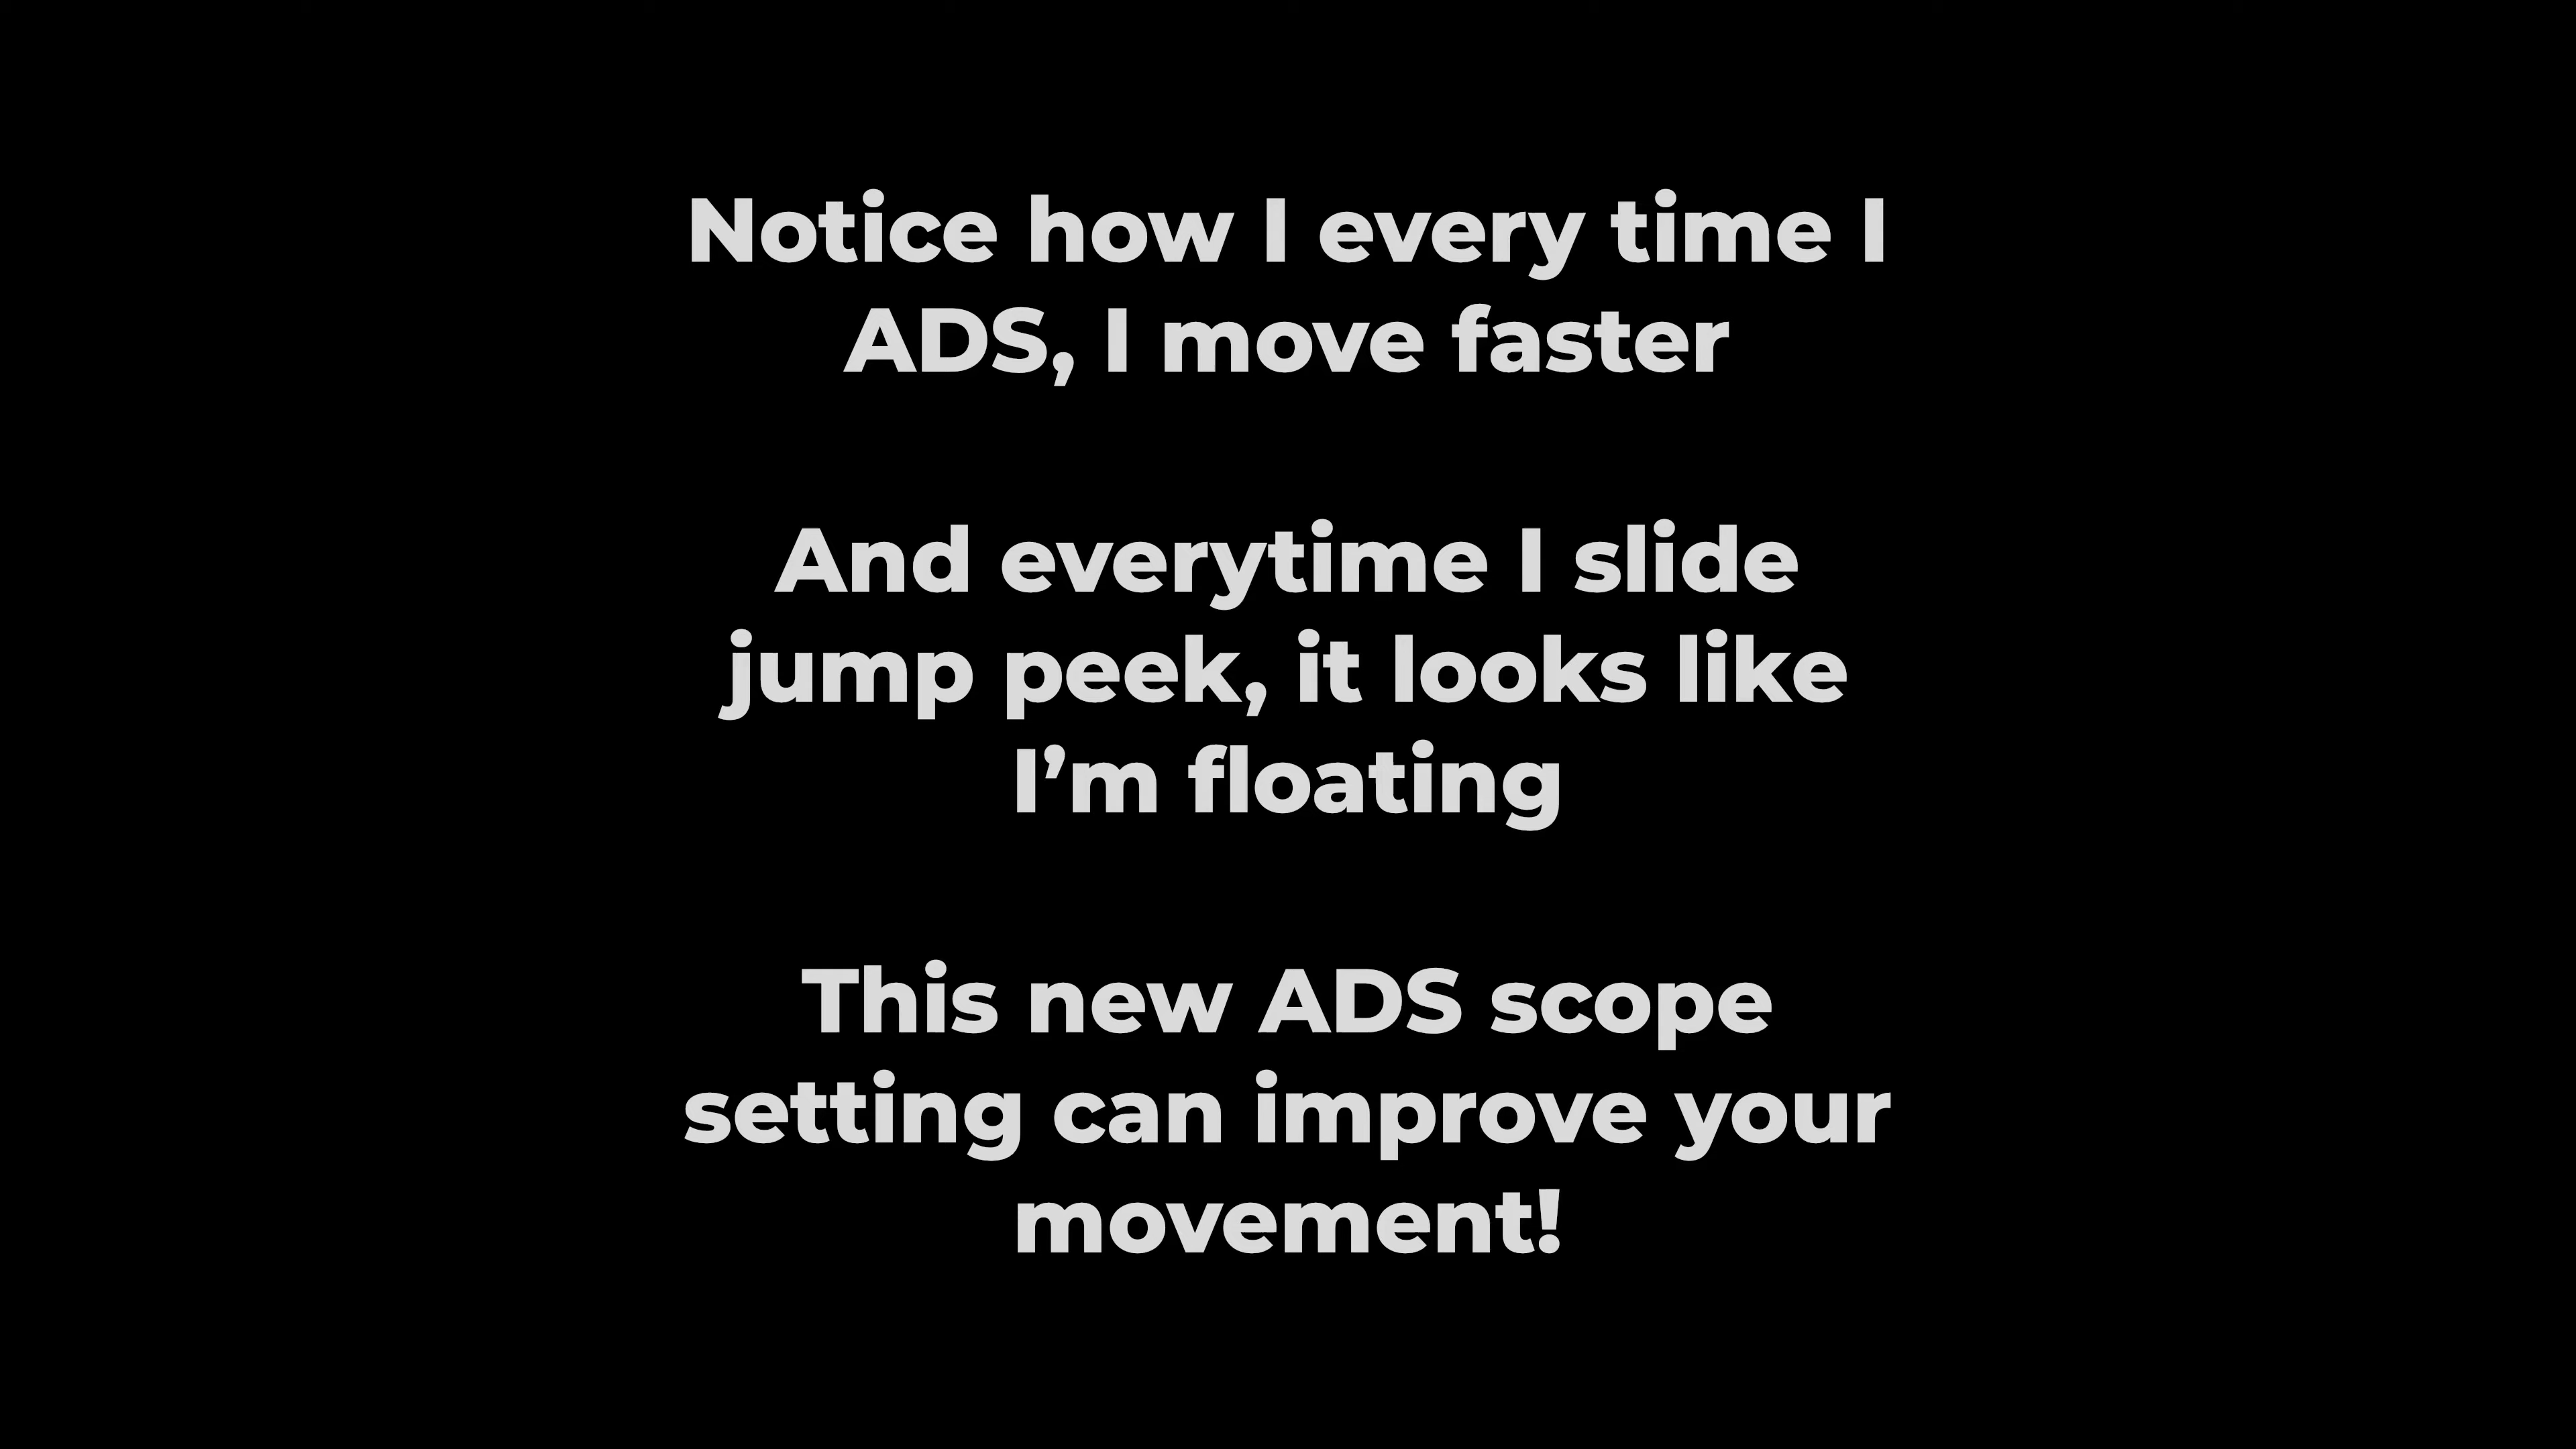 Notice how I every time I
ADS, I move faster
And everytime I slide
jump peek, it looks like
I’m floating
This new ADS scope
setting can improve your
movement!